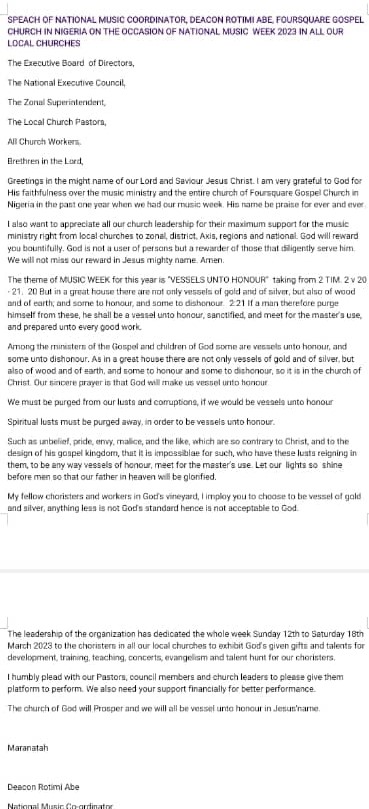 SPEACH OF NATIONAL MUSIC COORDINATOR, DEACON ROTIMI ABE, FOURSQUARE GOSPEL
CHURCH IN NIGERIA ON THE OCCASION OF NATIONAL MUSIC WEEK 2023 IN ALL OUR
LOCAL CHURCHES
The Executive Board of Directors,
The National Executive Council,
The Zonal Superintendent,
The Local Church Pastors,
All Church Workers,
Brethren in the Lord,
Greetings in the might name of our Lord and Saviour Jesus Christ. I am very grateful to God for
His faithfulness over the music ministry and the entire church of Foursquare Gospel Church in
Nigeria in the past one year when we had our music week. His name be praise for ever and ever.
I also want to appreciate all our church leadership for their maximum support for the music
ministry right from local churches to zonal, district, Axis, regions and national. God will reward
you bountifully. God is not a user of persons but a rewarder of those that diligently serve him.
We will not miss our reward in Jesus mighty name. Amen.
The theme of MUSIC WEEK for this year is "VESSELS UNTO HONOUR" taking from 2 TIM. 2 v 20
- 21. 20 But in a great house there are not only vessels of gold and of silver, but also of wood
and of earth; and some to honour, and some to dishonour. 2:21 If a man therefore purge
himself from these, he shall be a vessel unto honour, sanctified, and meet for the master's use,
and prepared unto every good work.
Among the ministers of the Gospel and children of God some are vessels unto honour, and
some unto dishonour. As in a great house there are not only vessels of gold and of silver, but
also of wood and of earth, and some to honour and some to dishonour, so it is in the church of
Christ. Our sincere prayer is that God will make us vessel unto honour.
We must be purged from our lusts and corruptions, if we would be vessels unto honour
Spiritual lusts must be purged away, in order to be vessels unto honour.
Such as unbelief, pride, envy, malice, and the like, which are so contrary to Christ, and to the
design of his gospel kingdom, that it is impossiblae for such, who have these lusts reigning in
them, to be any way vessels of honour, meet for the master's use. Let our lights so shine
before men so that our father in heaven will be glorified.
My fellow choristers and workers in God's vineyard, I imploy you to choose to be vessel of gold
and silver, anything less is not God's standard hence is not acceptable to God.
The leadership of the organization has dedicated the whole week Sunday 12th to Saturday 18th
March 2023 to the choristers in all our local churches to exhibit God's given gifts and talents for
development, training, teaching, concerts, evangelism and talent hunt for our choristers.
I humbly plead with our Pastors, council members and church leaders to please give them
platform to perform. We also need your support financially for better performance.
The church of God will Prosper and we will all be vessel unto honour in Jesus'name.
Maranatah
Deacon Rotimi Abe
National Music Co-ordinator